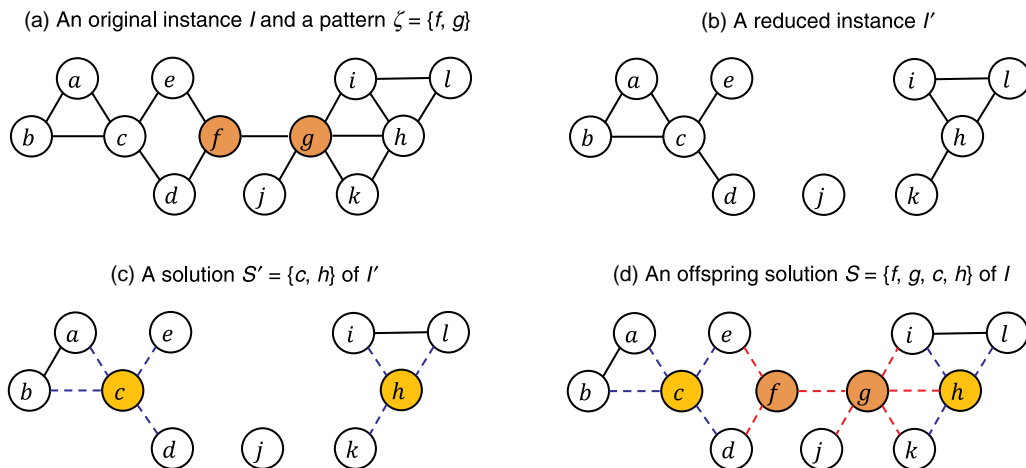 (a) An original instance I and a pattern ζ = {f, g}
(b) A reduced instance I′
a
e
i
l
i
l
a
e
b
c
f
g
h
b
c
h
d
j
k
d
j
k
(c) A solution S′ = {c, h} of I′
(d) An offspring solution S = {f, g, c, h} of I
a
e
i
l
a
e
i
l
b
c
h
b
c
f
g
h
d
j
k
d
j
k